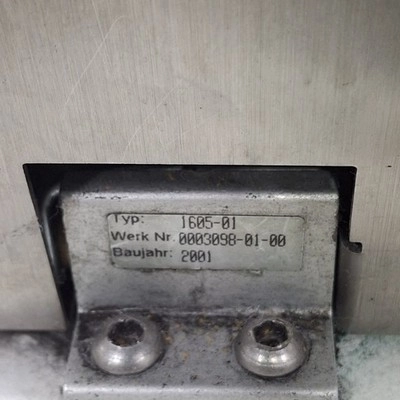 Typ: 1605-01
Werk Nr. 0003098-01-00
Baujahr: 2001